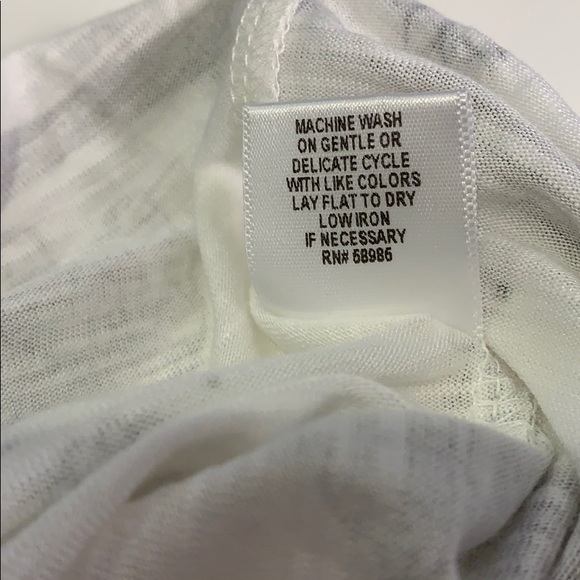 MACHINE WASH
ON GENTLE OR
DELICATE CYCLE
WITH LIKE COLORS
LAY FLAT TO DRY
LOW IRON
IF NECESSARY
RN# 68986